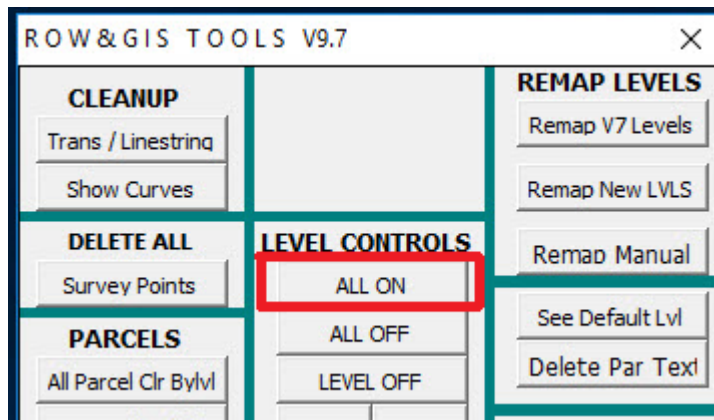 ROW&GIS TOOLS V9.7
CLEANUP
Trans / Linestring
Show Curves
DELETE ALL
Survey Points
PARCELS
All Parcel Clr Bylvl
LEVEL CONTROLS
ALL ON
ALL OFF
LEVEL OFF
REMAP LEVELS
Remap V7 Levels
Remap New LVLS
Remap Manual
See Default Lvl
Delete Par Text